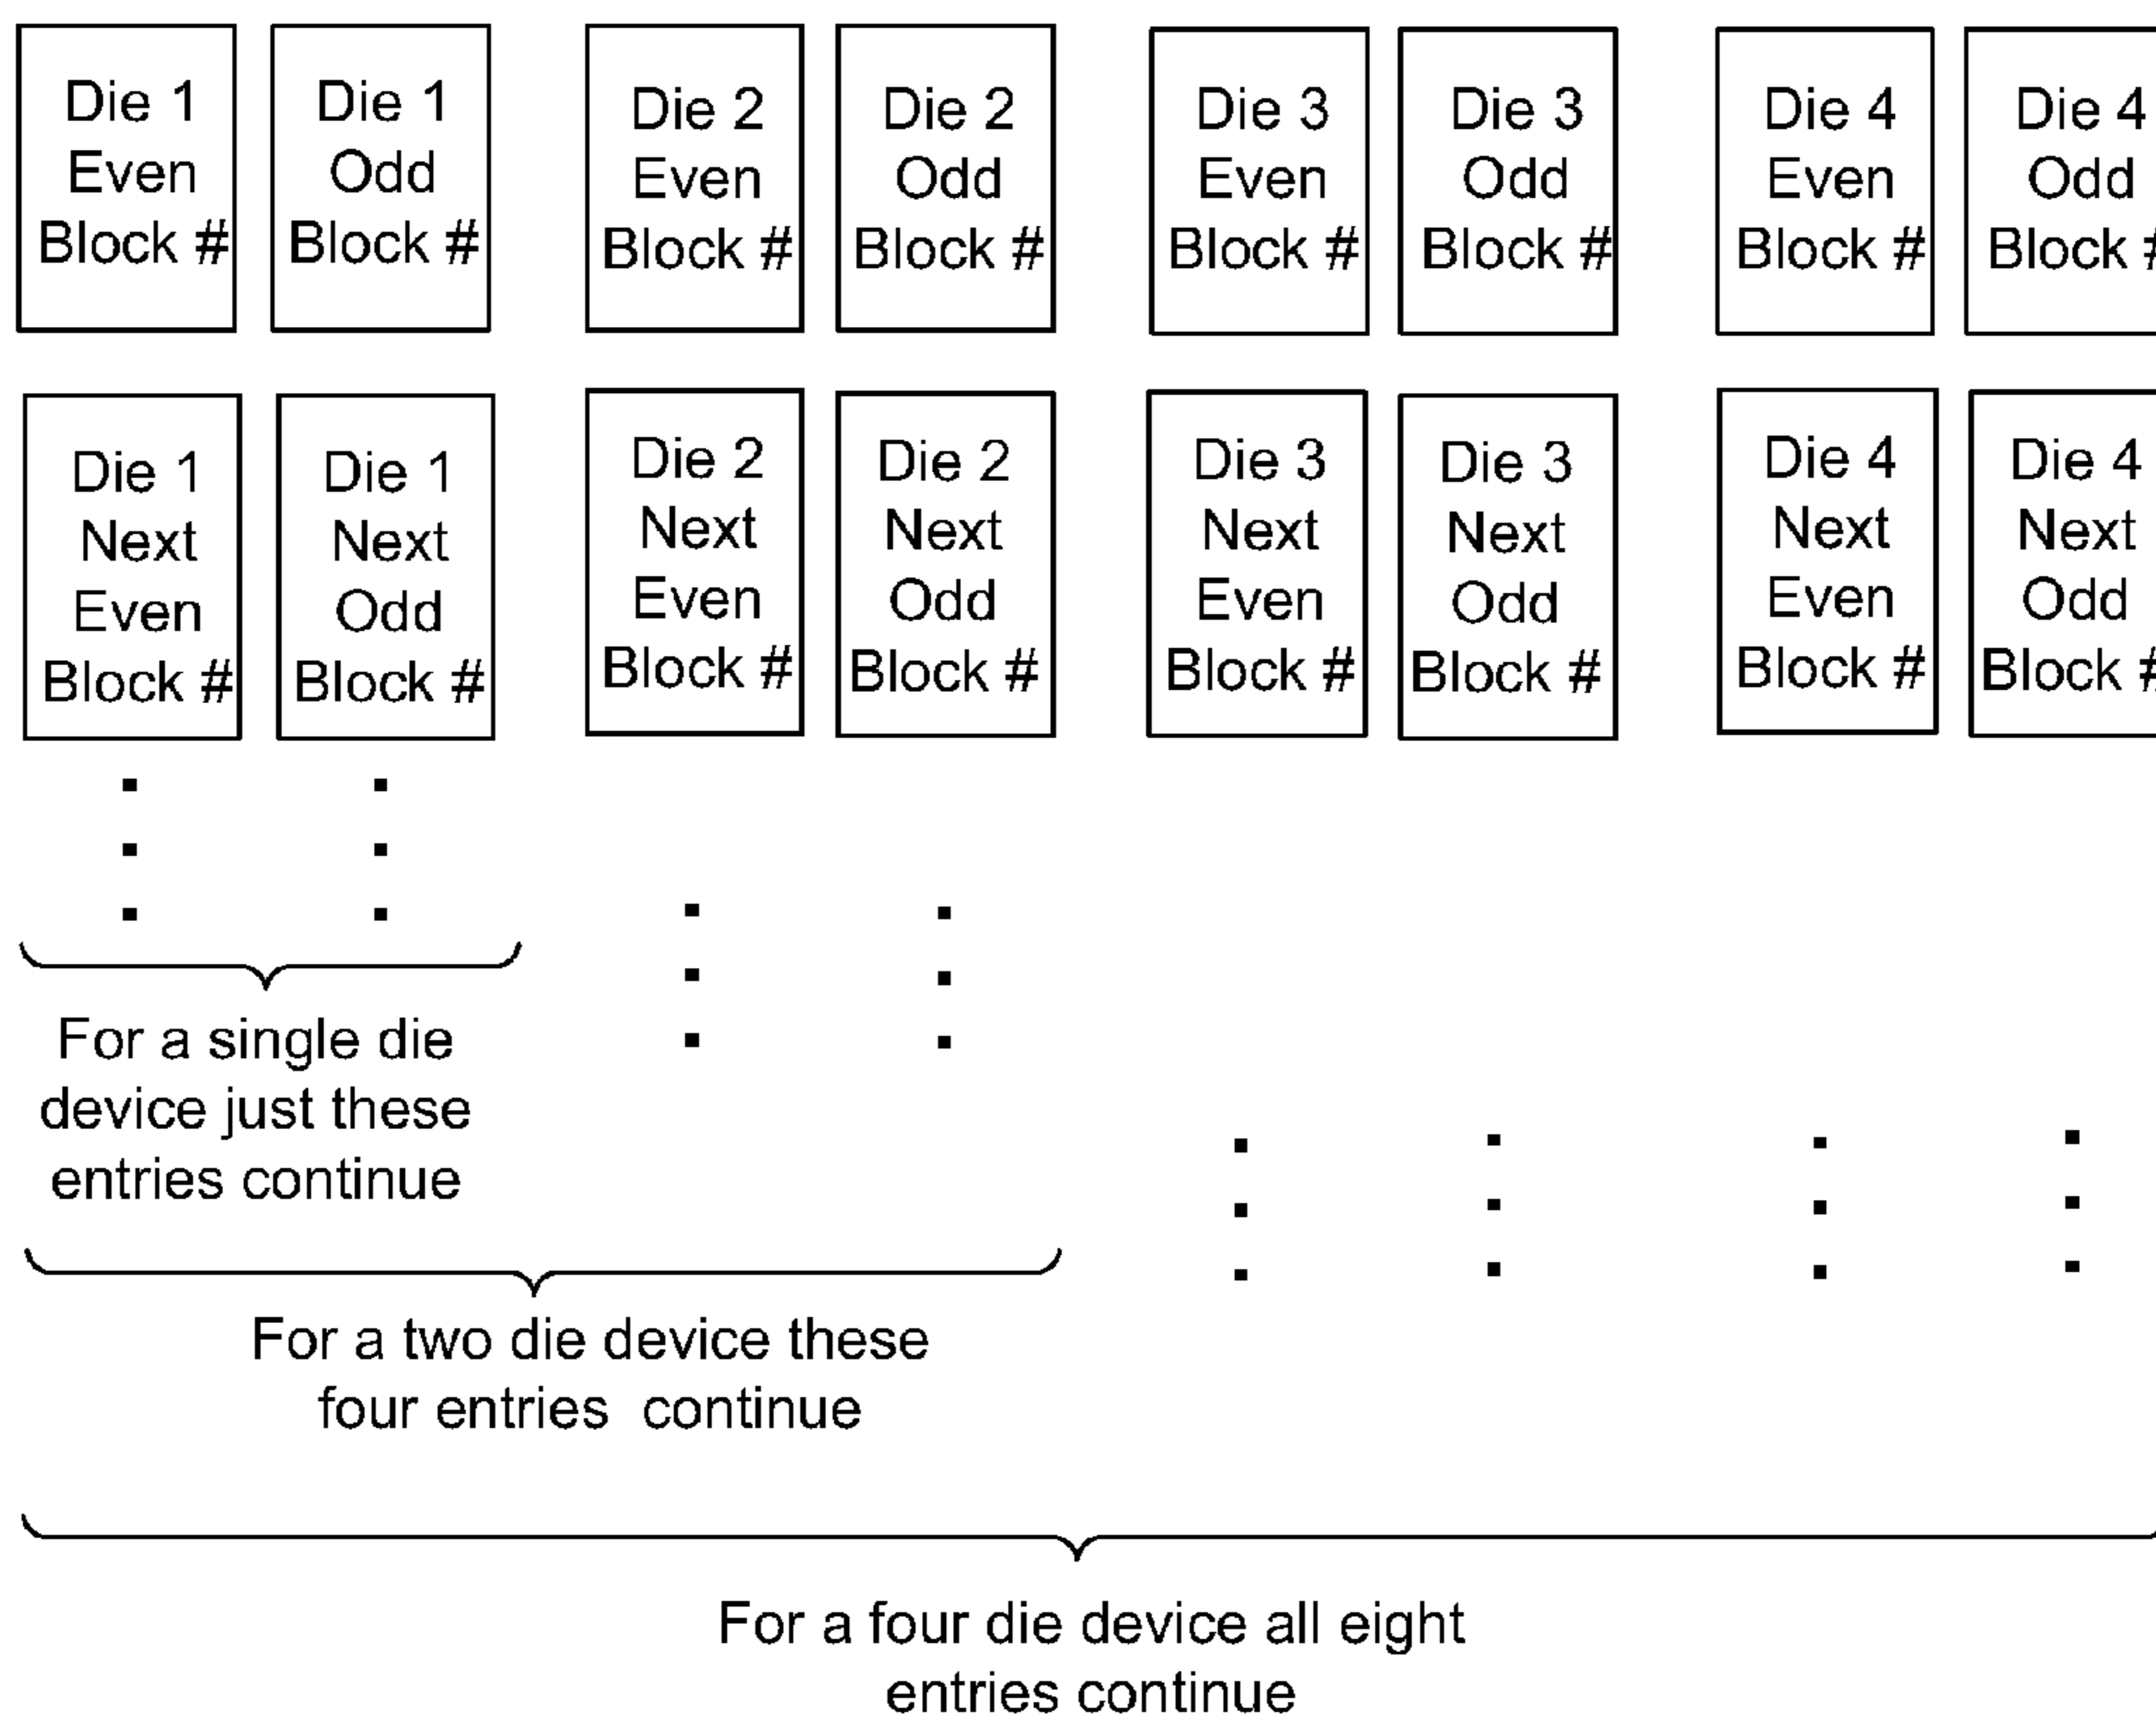 Die 1
Even
Block #
Die 1
Odd
Block #
Die 2
Even
Block #
Die 2
Odd
Block #
Die 3
Even
Block #
Die 3
Odd
Block #
Die 4
Even
Block #
Die 4
Odd
Block #
Die 1
Next
Even
Block #
Die 1
Next
Odd
Block #
Die 2
Next
Even
Block #
Die 2
Next
Odd
Block #
Die 3
Next
Even
Block #
Die 3
Next
Odd
Block #
Die 4
Next
Even
Block #
Die 4
Next
Odd
Block #
For a single die
device just these
entries continue
For a two die device these
four entries continue
For a four die device all eight
entries continue